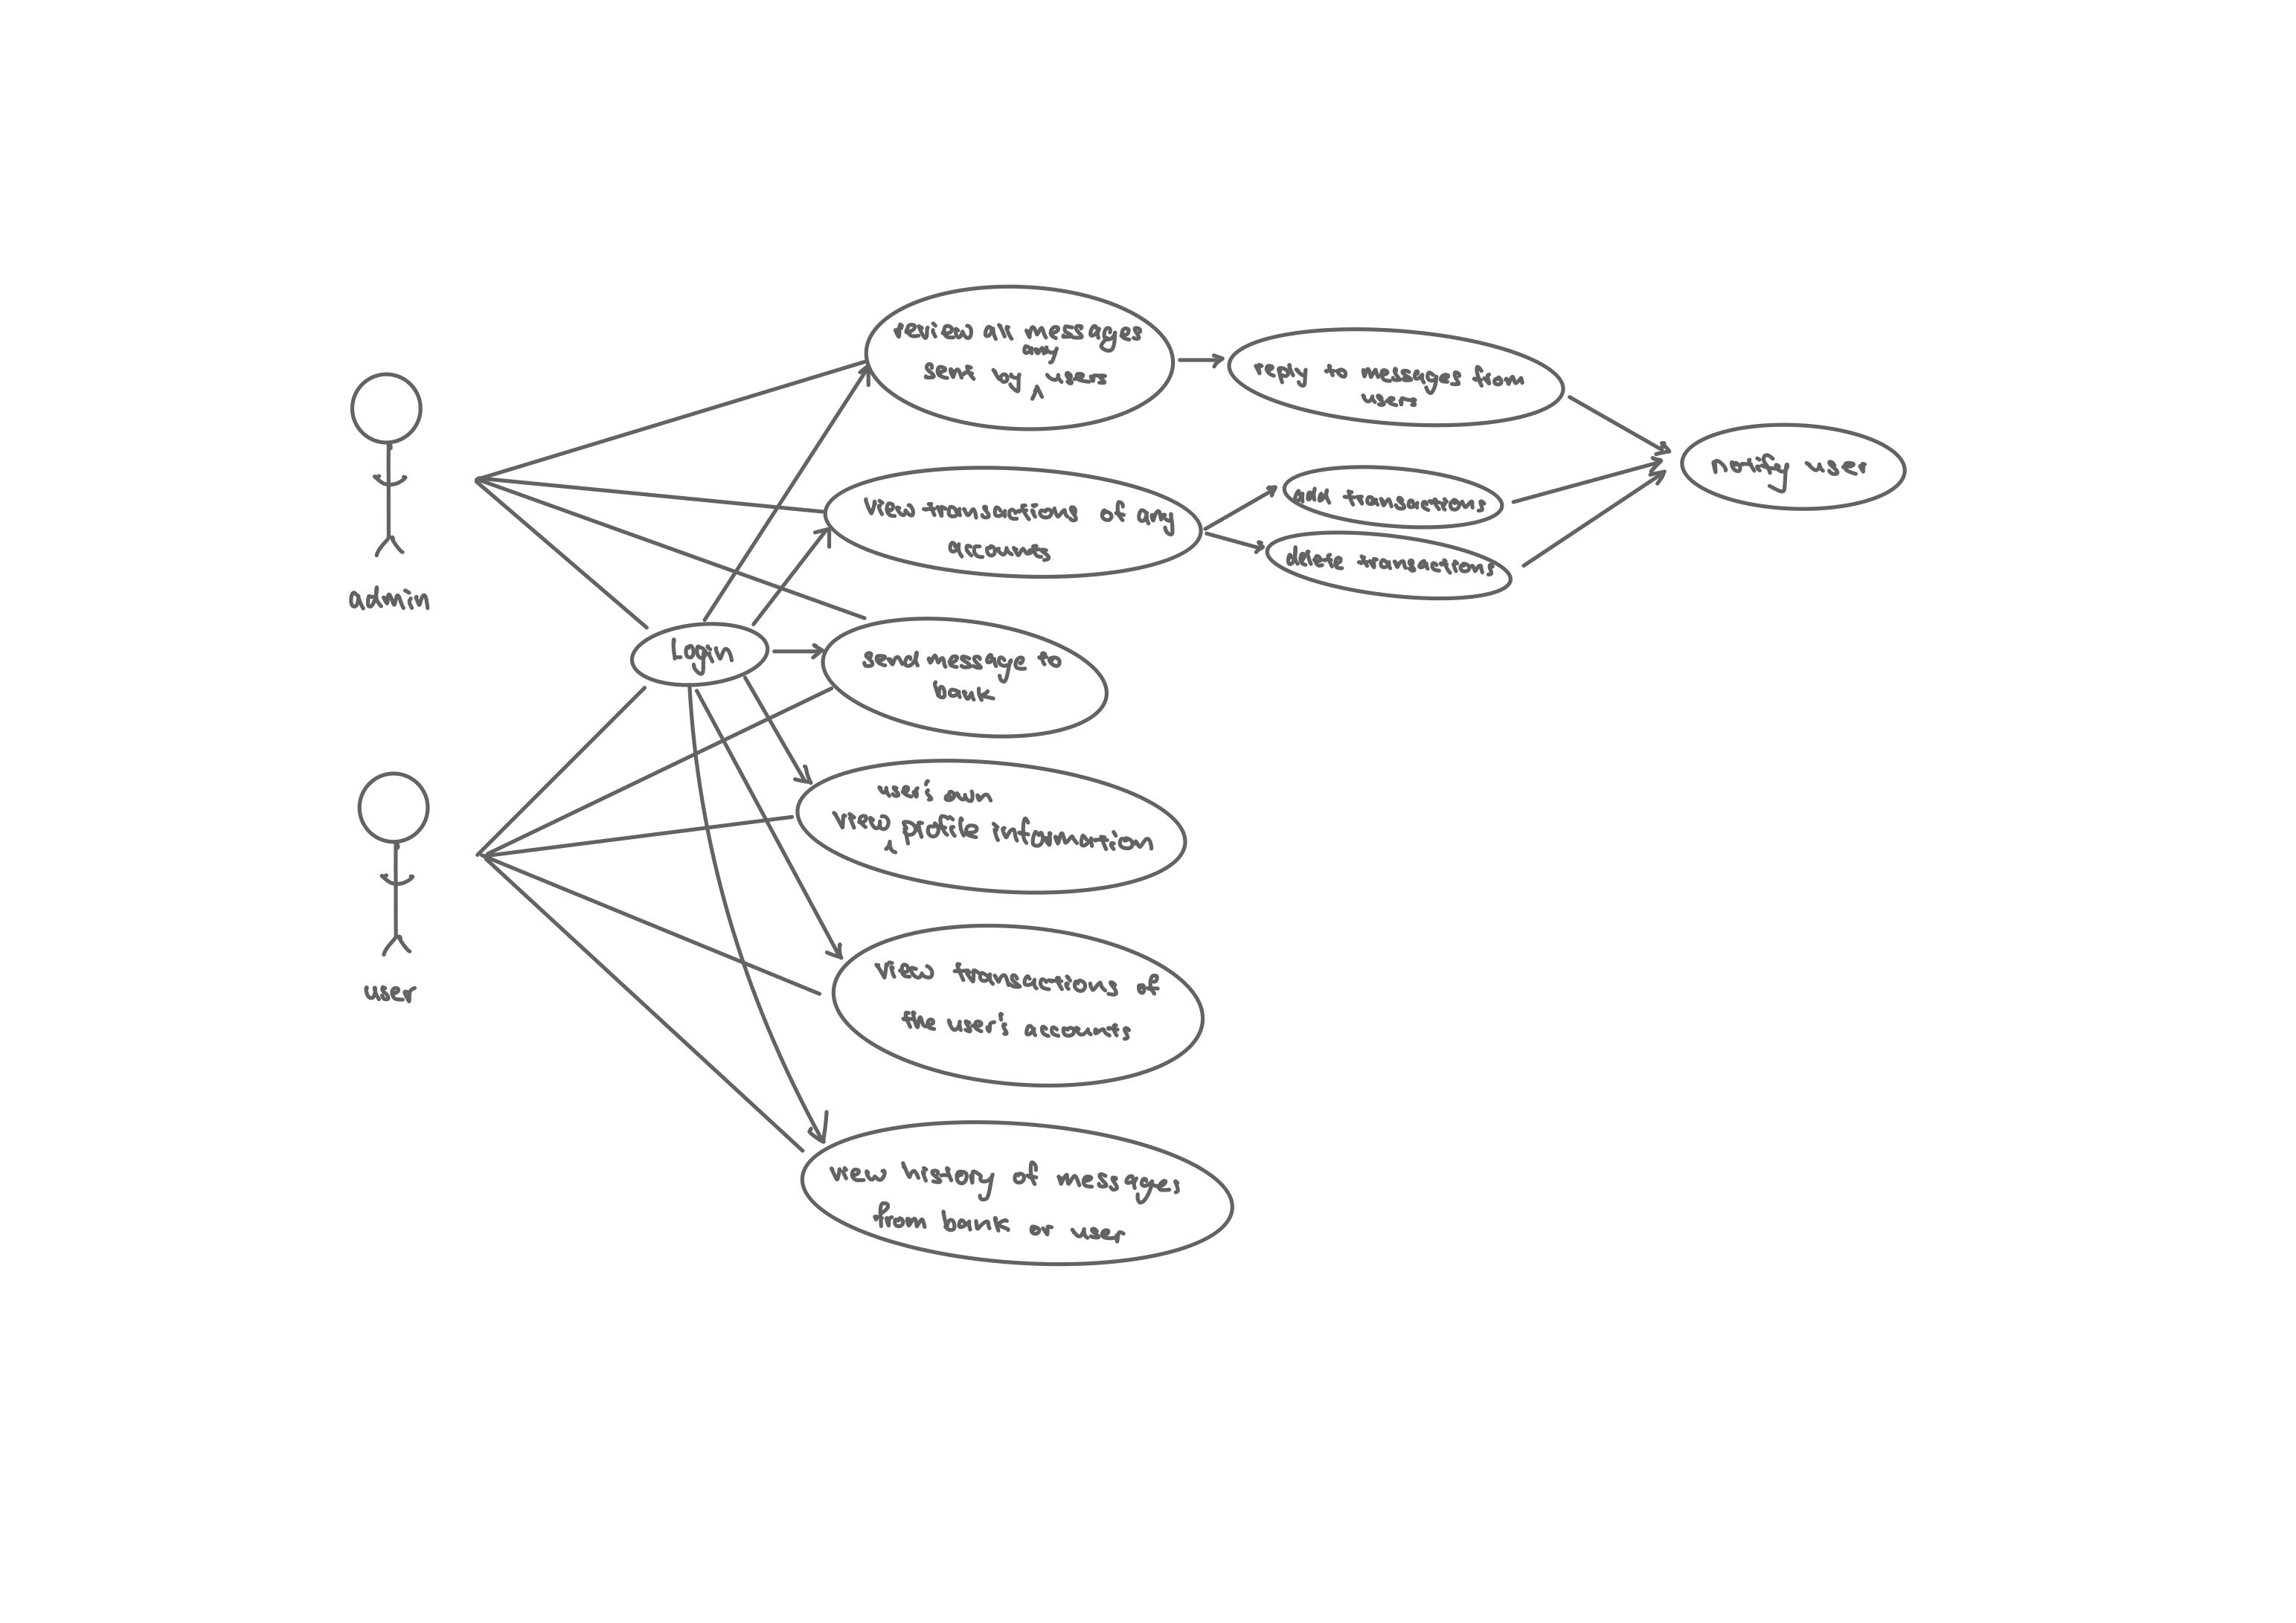 review all messages
any
sent by ^ users
reply to messages from
users
notify user
view transactions of any
accounts
add transactions
delete transactions
admin
Login
send message to
bank
user's own
view ^ profile information
view transactions of
the user's accounts
user
view history of messages
from bank or user